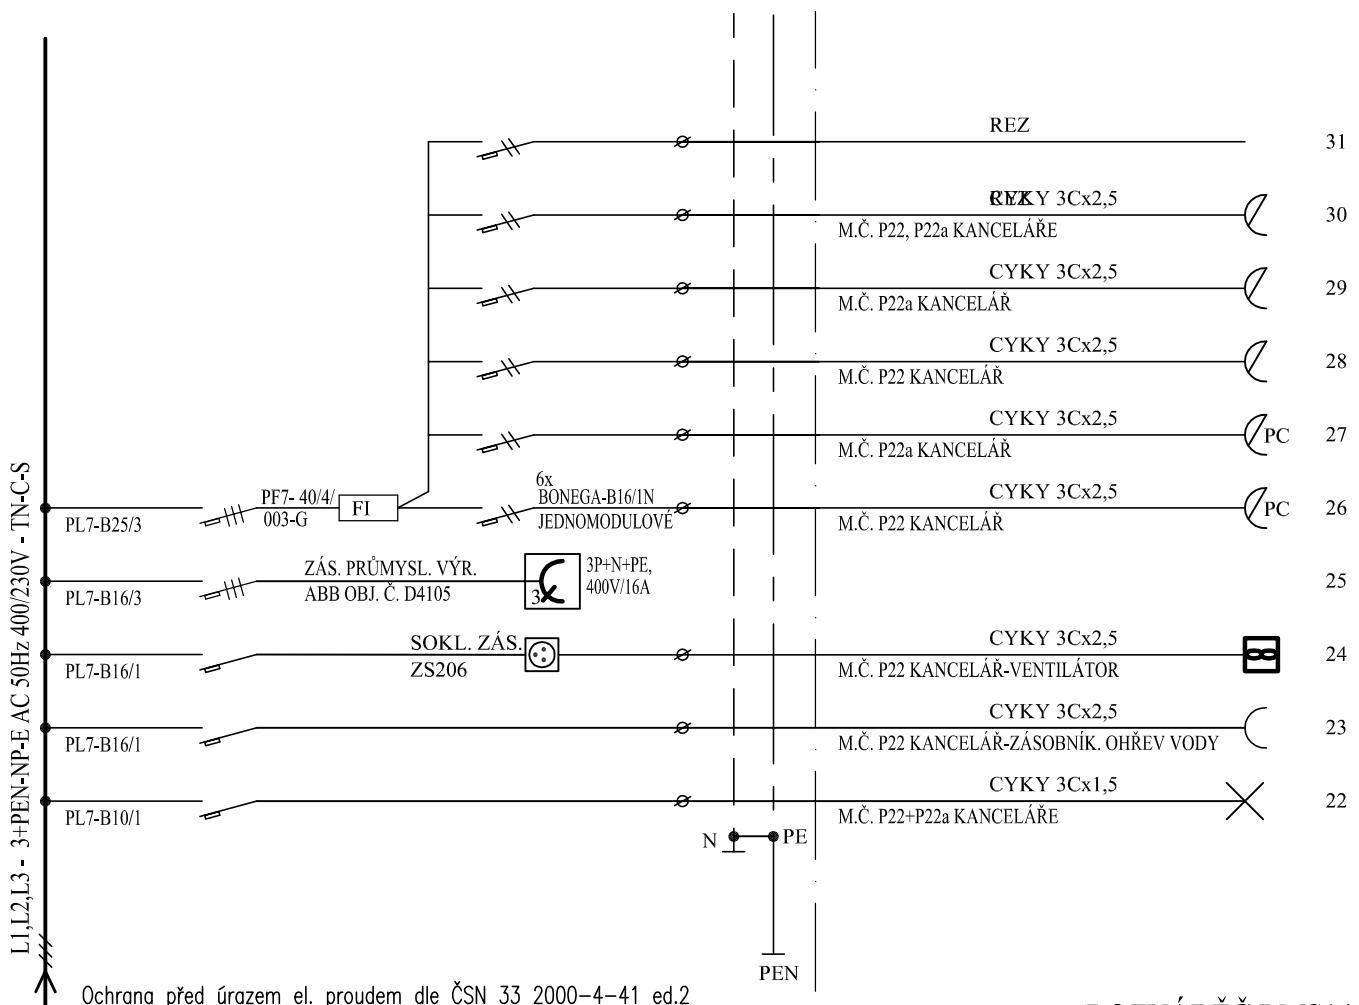 REZ
31
REZ
CYKY 3Cx2,5
30
M.Č. P22, P22a KANCELÁŘE
CYKY 3Cx2,5
29
M.Č. P22a KANCELÁŘ
CYKY 3Cx2,5
28
M.Č. P22 KANCELÁŘ
CYKY 3Cx2,5
PC
27
M.Č. P22a KANCELÁŘ
PL7-B25/3
PF7- 40/4/
003-G
FI
6x
BONEGA-B16/1N
JEDNOMODULOVÉ
CYKY 3Cx2,5
PC
26
M.Č. P22 KANCELÁŘ
PL7-B16/3
ZÁS. PRŮMYSL. VÝR.
ABB OBJ. Č. D4105
3
3P+N+PE,
400V/16A
25
PL7-B16/1
SOKL. ZÁS.
ZS206
CYKY 3Cx2,5
24
M.Č. P22 KANCELÁŘ-VENTILÁTOR
PL7-B16/1
CYKY 3Cx2,5
23
M.Č. P22 KANCELÁŘ-ZÁSOBNÍK. OHŘEV VODY
PL7-B10/1
CYKY 3Cx1,5
22
M.Č. P22+P22a KANCELÁŘE
N
PE
PEN
L1,L2,L3 - 3+PEN-NP-E AC 50Hz 400/230V - TN-C-S
Ochrana před úrazem el. proudem dle ČSN 33 2000-4-41 ed.2